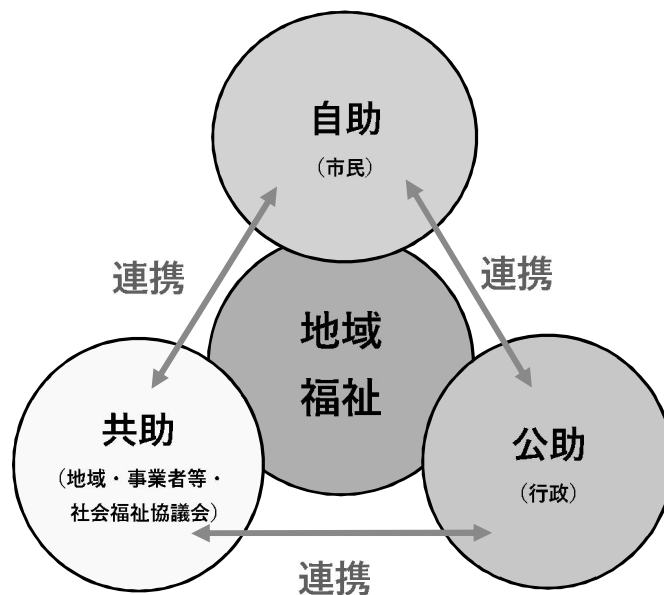 自助
（市民）
連携
連携
地域
福祉
共助
（地域・事業者等・
社会福祉協議会）
公助
（行政）
連携